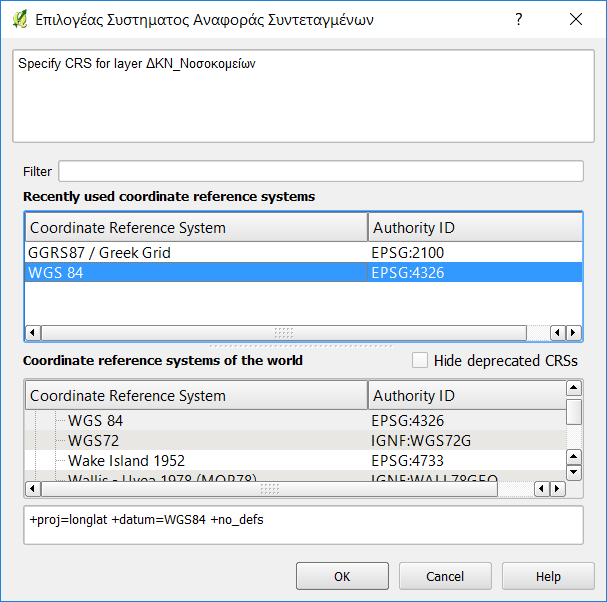 Επιλογέας Συστηματος Αναφοράς Συντεταγμένων
?
Specify CRS for layer ΔΚΝ_Νοσοκομείων
Filter
Recently used coordinate reference systems
Coordinate Reference System Authority ID
GGRS87 / Greek Grid EPSG:2100
WGS 84 EPSG:4326
Coordinate reference systems of the world Hide deprecated CRSs
Coordinate Reference System Authority ID
WGS 84 EPSG:4326
WGS72 IGNF:WGS72G
Wake Island 1952 EPSG:4733
Wallis - Uvea 1978 (MOP78) IGNF:WALL78GEO
+proj=longlat +datum=WGS84 +no_defs
OK Cancel Help